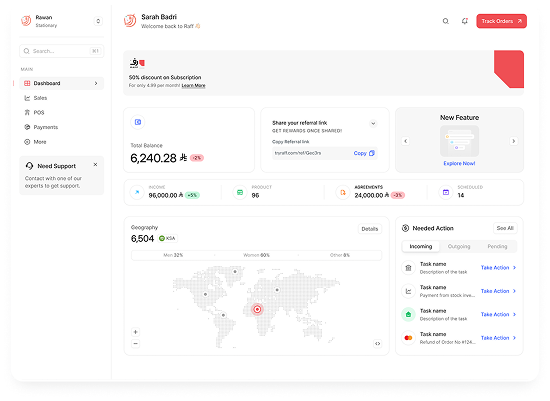 Rawan
Stationary
Search...
MAIN
Dashboard
Sales
POS
Payments
More
Need Support
Contact with one of our
experts to get support.
Sarah Badri
Welcome back to Raff
Track Orders
50% discount on Subscription
For only 4.99 per month! Learn More
Total Balance
6,240.28 -2%
Share your referral link
GET REWARDS ONCE SHARED!
Copy Referral link
Copy
New Feature
Explore Now!
INCOME
96,000.00 +5%
PRODUCT
96
AGREEMENTS
24,000.00 -3%
SCHEDULED
14
Geography
6,504 KSA
Details
Men 32%
Women 60%
Other 8%
+
−
Needed Action
See All
Incoming
Outgoing
Pending
Task name
Description of the task
Take Action
Task name
Payment from stock inve...
Take Action
Task name
Description of the task
Take Action
Task name
Refund of Order No #124...
Take Action